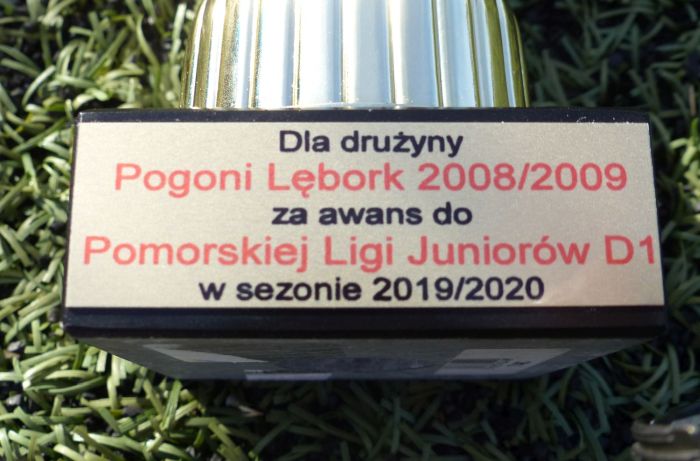 Dla drużyny
Pogoni Lębork 2008/2009
za awans do
Pomorskiej Ligi Juniorów D1
w sezonie 2019/2020